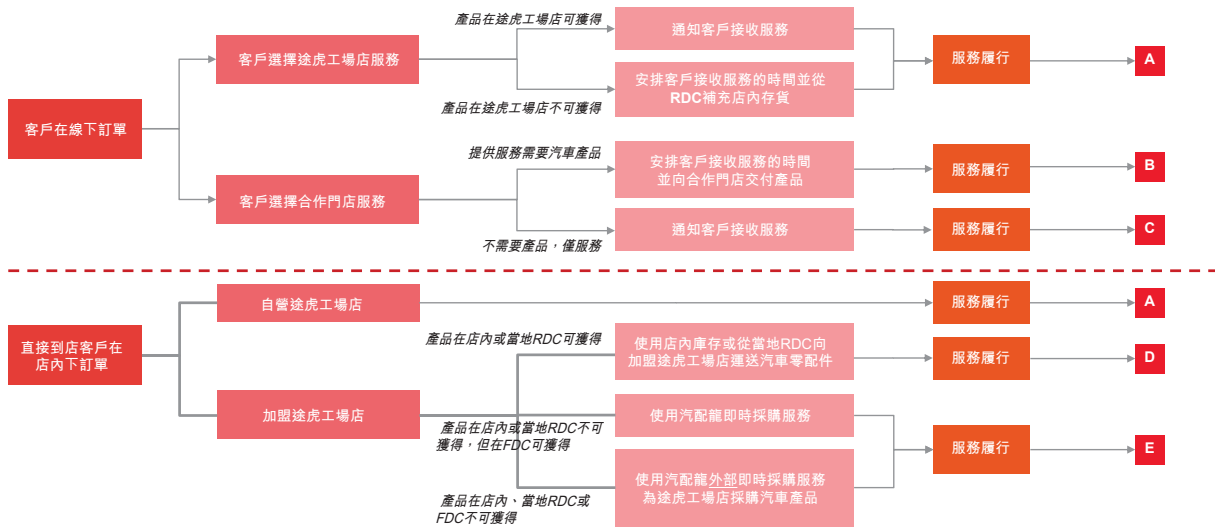 產品在途虎工場店可獲得
通知客戶接收服務
客戶選擇途虎工場店服務
服務履行
A
安排客戶接收服務的時間並從
RDC補充店內存貨
產品在途虎工場店不可獲得
客戶在線下訂單
提供服務需要汽車產品
安排客戶接收服務的時間
並向合作門店交付產品
服務履行
B
客戶選擇合作門店服務
通知客戶接收服務
服務履行
C
不需要產品，僅服務
自營途虎工場店
服務履行
A
直接到店客戶在
店內下訂單
產品在店內或當地RDC可獲得
使用店內庫存或從當地RDC向
加盟途虎工場店運送汽車零配件
服務履行
D
加盟途虎工場店
產品在店內或當地RDC不可
獲得，但在FDC可獲得
使用汽配龍即時採購服務
服務履行
E
使用汽配龍外部即時採購服務
為途虎工場店採購汽車產品
產品在店內、當地RDC或
FDC不可獲得